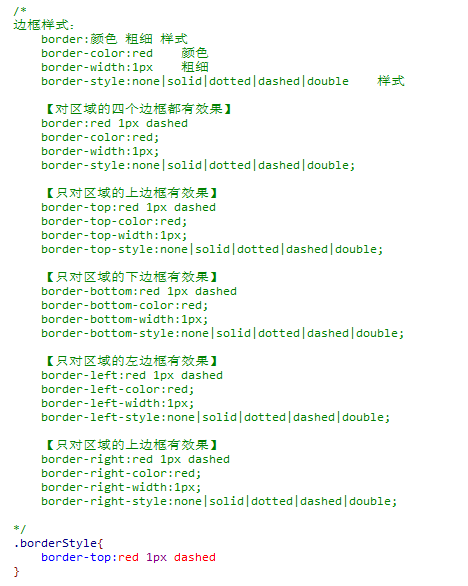 /*
边框样式：
border:颜色 粗细 样式
border-color:red 颜色
border-width:1px 粗细
border-style:none|solid|dotted|dashed|double 样式
【对区域的四个边框都有效果】
border:red 1px dashed
border-color:red;
border-width:1px;
border-style:none|solid|dotted|dashed|double;
【只对区域的上边框有效果】
border-top:red 1px dashed
border-top-color:red;
border-top-width:1px;
border-top-style:none|solid|dotted|dashed|double;
【只对区域的下边框有效果】
border-bottom:red 1px dashed
border-bottom-color:red;
border-bottom-width:1px;
border-bottom-style:none|solid|dotted|dashed|double;
【只对区域的左边框有效果】
border-left:red 1px dashed
border-left-color:red;
border-left-width:1px;
border-left-style:none|solid|dotted|dashed|double;
【只对区域的上边框有效果】
border-right:red 1px dashed
border-right-color:red;
border-right-width:1px;
border-right-style:none|solid|dotted|dashed|double;
*/
.borderStyle{
border-top:red 1px dashed
}